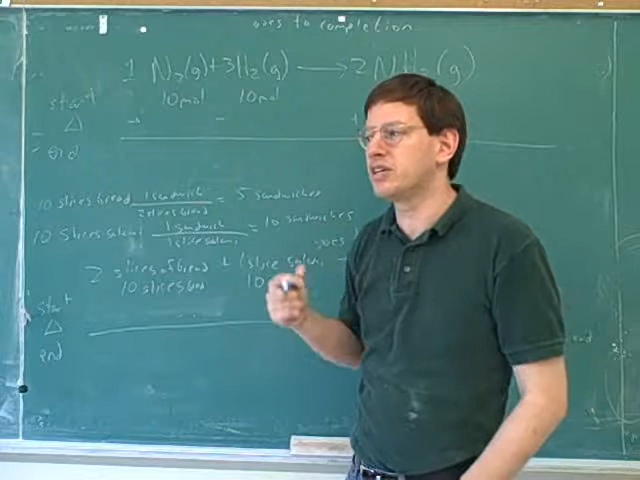 goes to completion
1 N₂(g) + 3H₂(g) → 2 NH₃(g)
10 mol 10 mol
start
Δ - - +
end
10 slices bread 1 sandwich / 2 slices bread = 5 sandwiches
10 slices salami 1 sandwich / 1 slice salami = 10 sandwiches
goes
2 slices of bread + 1 slice salami
10 slices bread 10
start
Δ
end